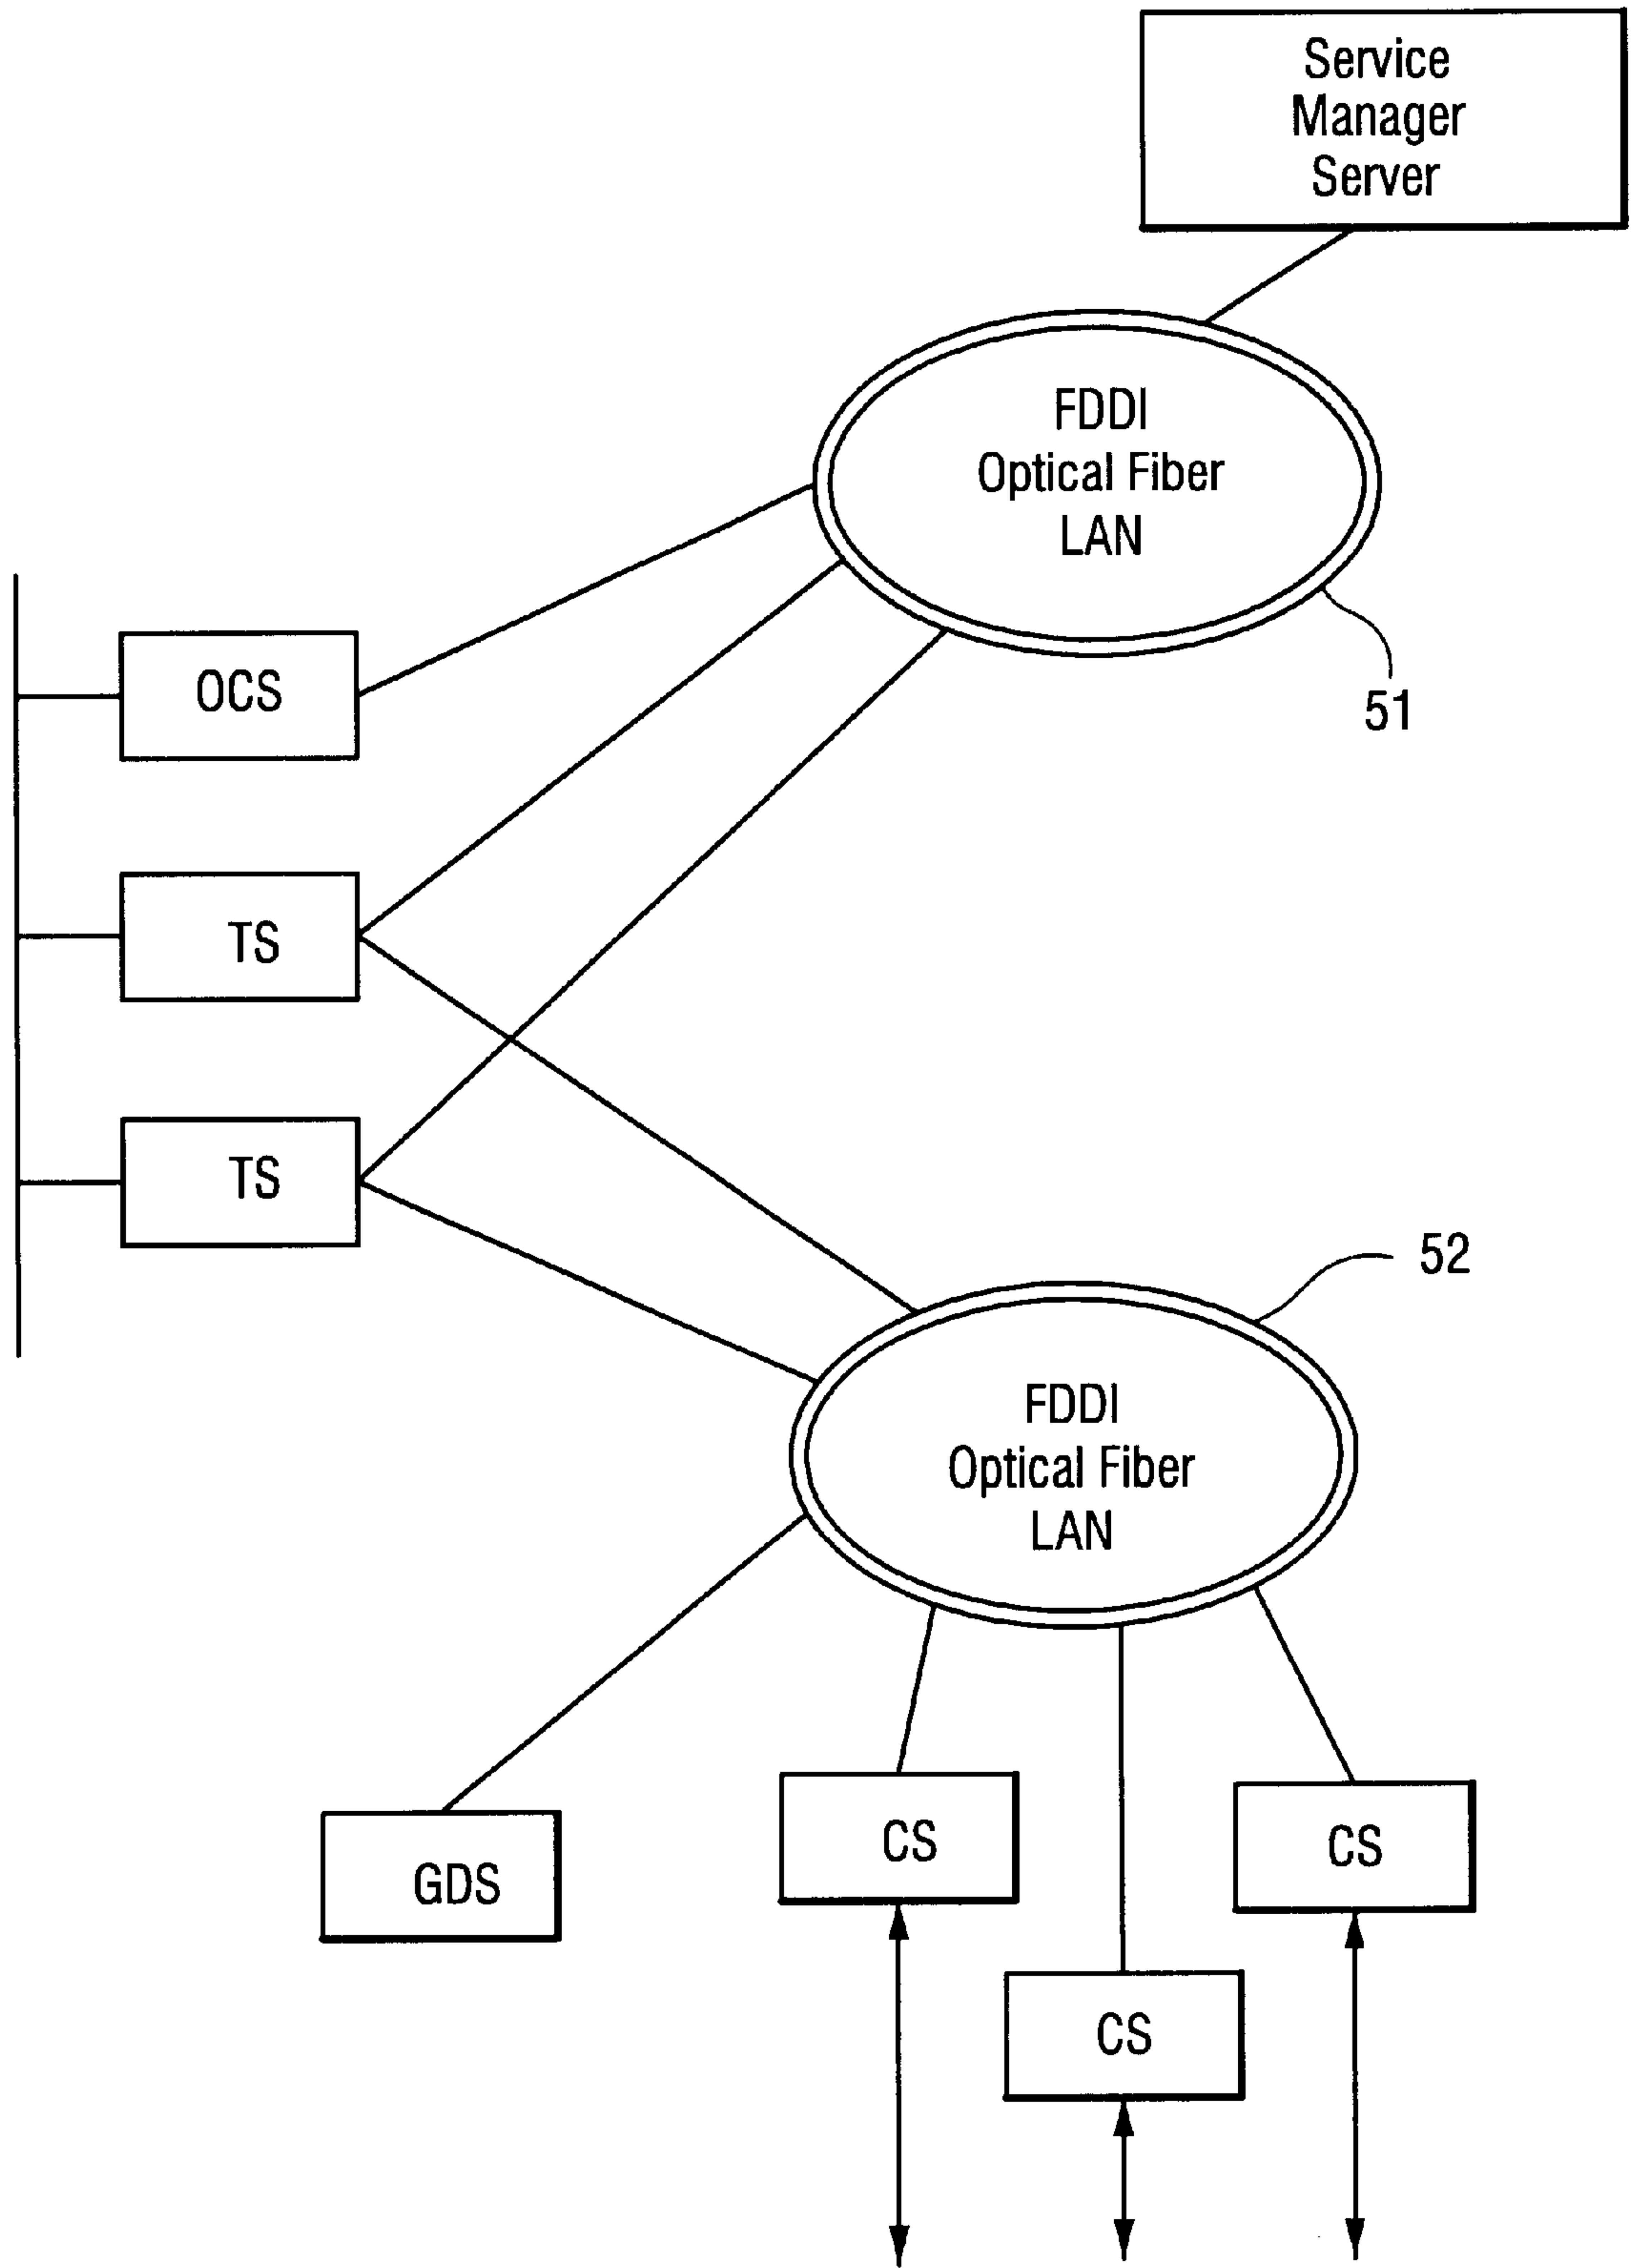 Service
Manager
Server
FDDI
Optical Fiber
LAN
51
OCS
TS
TS
52
FDDI
Optical Fiber
LAN
GDS
CS
CS
CS